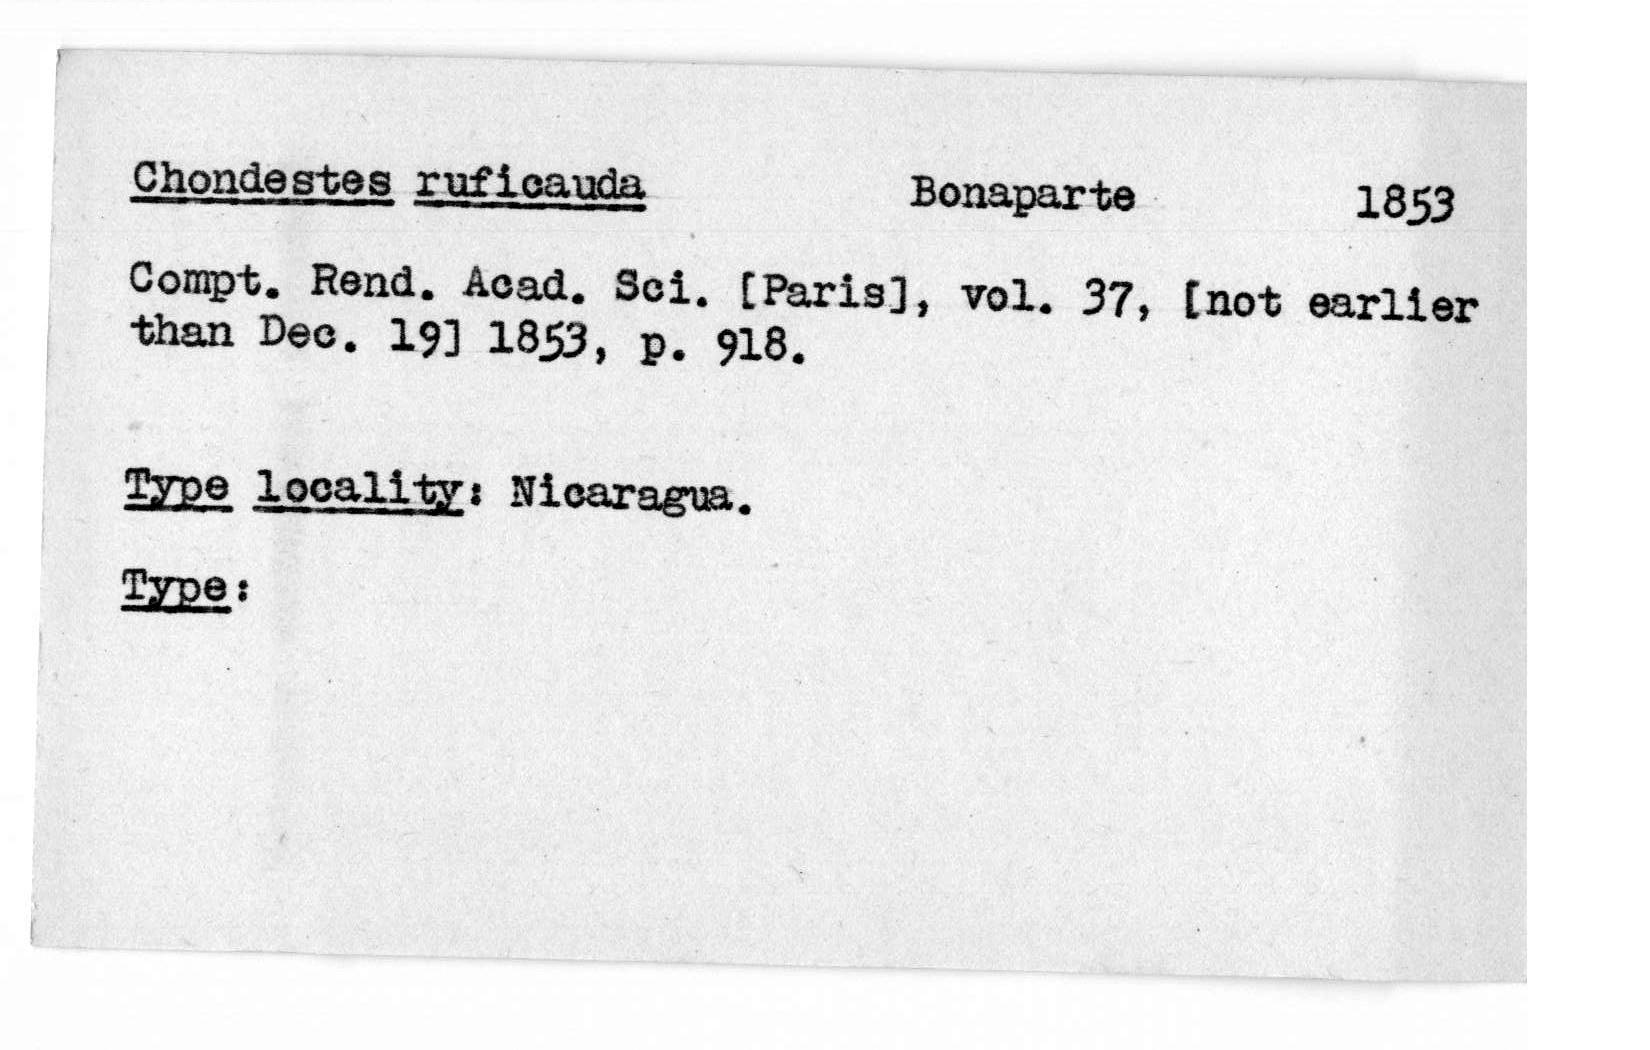 Chondestes ruficauda Bonaparte 1853
Compt. Rend. Acad. Sci. [Paris], vol. 37, [not earlier
than Dec. 19] 1853, p. 918.
Type locality: Nicaragua.
Type: